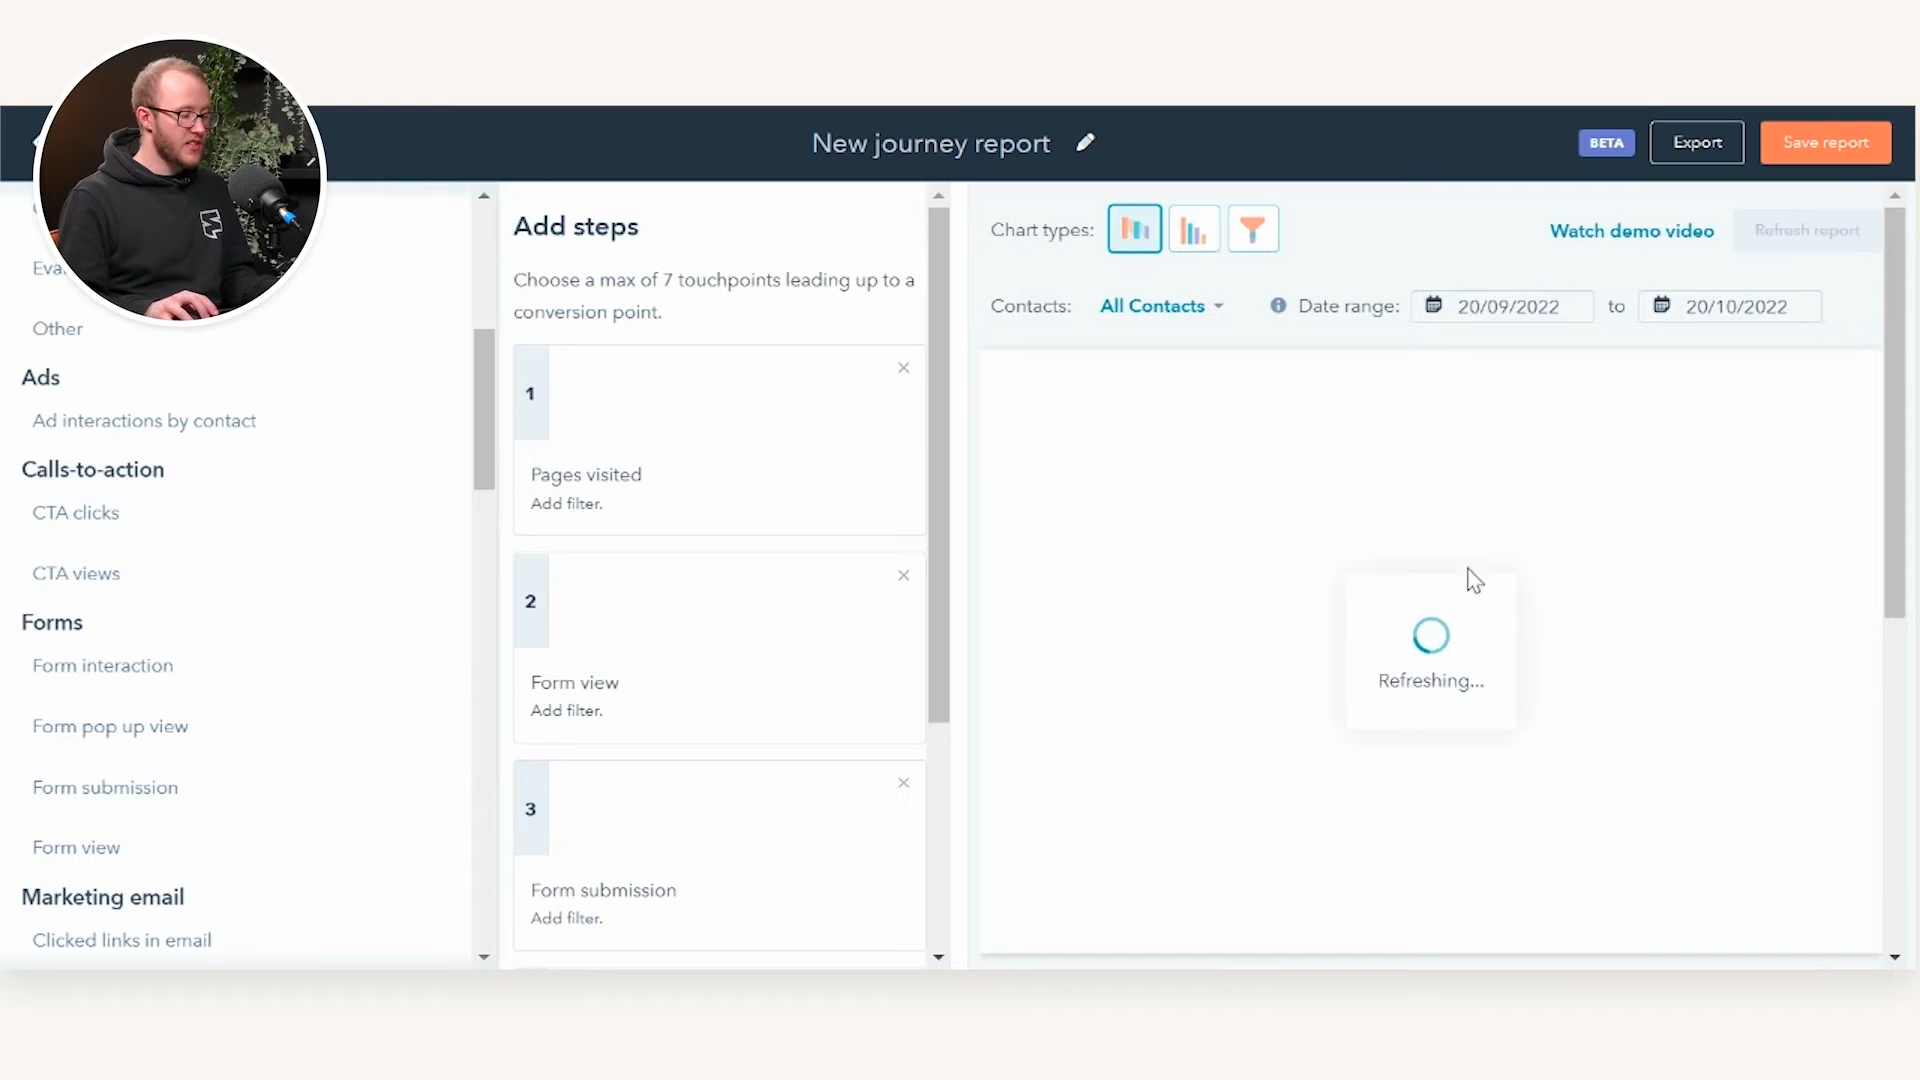 New journey report
BETA
Export
Save report
Other
Ads
Ad interactions by contact
Calls-to-action
CTA clicks
CTA views
Forms
Form interaction
Form pop up view
Form submission
Form view
Marketing email
Clicked links in email
Add steps
Choose a max of 7 touchpoints leading up to a
conversion point.
1
Pages visited
Add filter.
2
Form view
Add filter.
3
Form submission
Add filter.
Chart types:
Watch demo video
Refresh report
Contacts: All Contacts
Date range: 20/09/2022 to 20/10/2022
Refreshing...